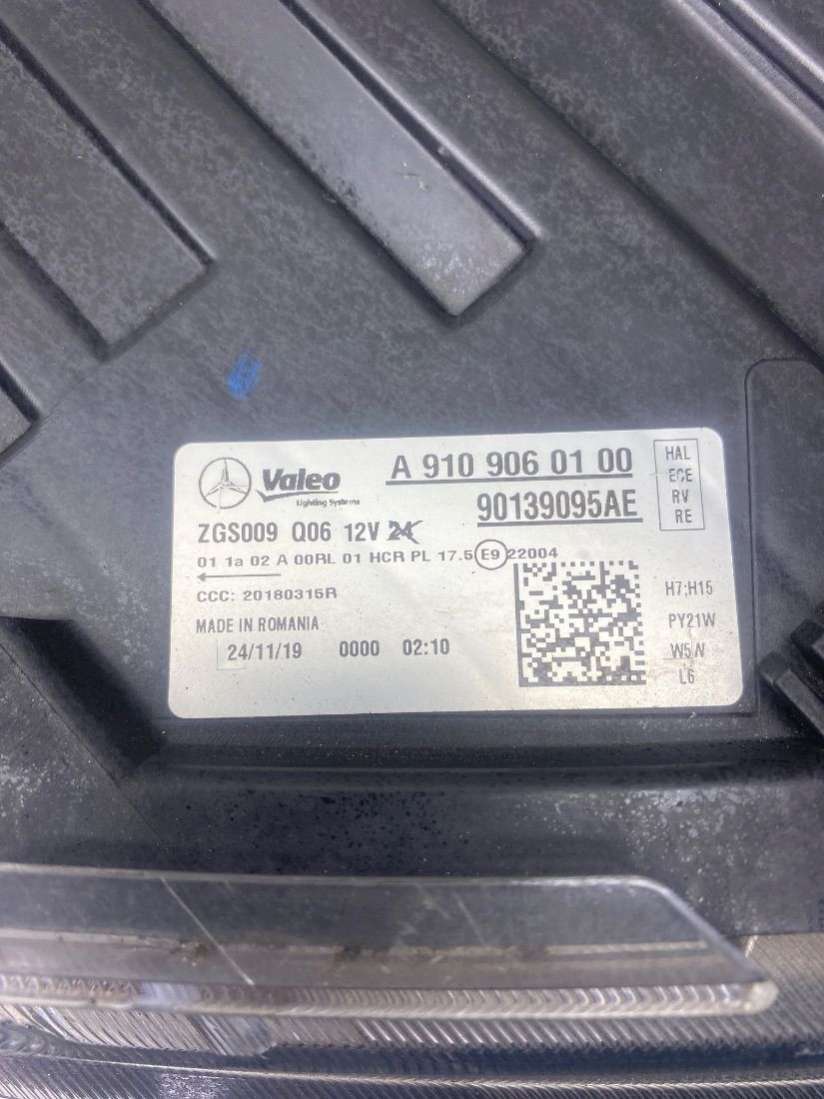 Valeo
Lighting Systems
A 910 906 01 00
90139095AE
HAL
ECE
RV
RE
ZGS009 Q06 12V 24
01 1a 02 A 00RL 01 HCR PL 17.5 E9 22004
CCC: 20180315R
MADE IN ROMANIA
24/11/19 0000 02:10
H7;H15
PY21W
W5W
L6